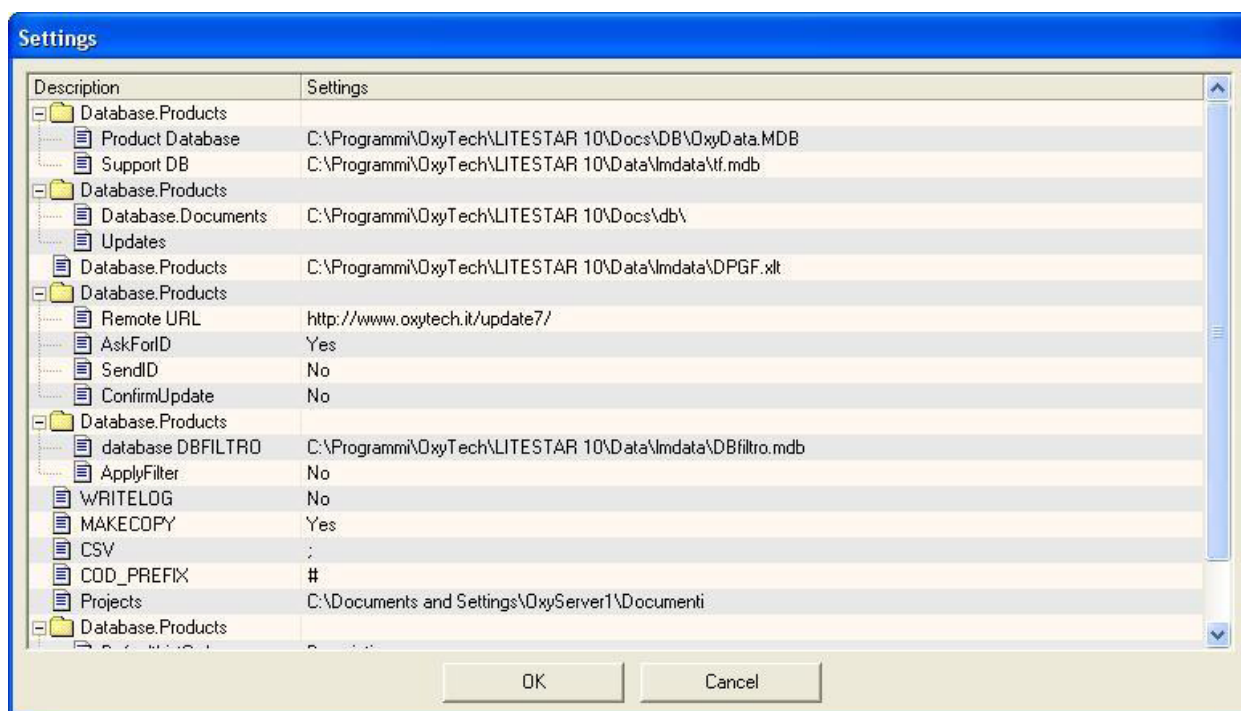 Settings
Description Settings
Database.Products
Product Database C:\Programmi\OxyTech\LITESTAR 10\Docs\DB\OxyData.MDB
Support DB C:\Programmi\OxyTech\LITESTAR 10\Data\lmdata\tf.mdb
Database.Products
Database.Documents C:\Programmi\OxyTech\LITESTAR 10\Docs\db\
Updates
Database.Products C:\Programmi\OxyTech\LITESTAR 10\Data\lmdata\DPGF.xlt
Database.Products
Remote URL http://www.oxytech.it/update7/
AskForID Yes
SendID No
ConfirmUpdate No
Database.Products
database DBFILTRO C:\Programmi\OxyTech\LITESTAR 10\Data\lmdata\DBfiltro.mdb
ApplyFilter No
WRITELOG No
MAKECOPY Yes
CSV ;
COD_PREFIX #
Projects C:\Documents and Settings\OxyServer1\Documenti
Database.Products
OK Cancel